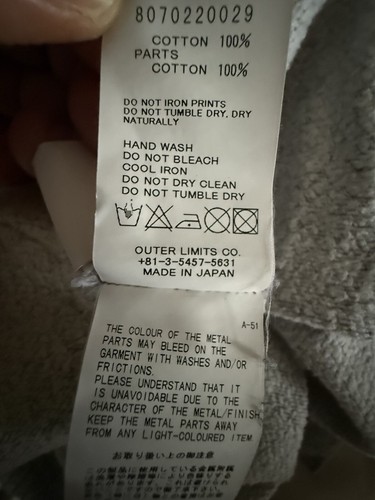 8070220029
COTTON 100%
PARTS
COTTON 100%
DO NOT IRON PRINTS
DO NOT TUMBLE DRY, DRY
NATURALLY
HAND WASH
DO NOT BLEACH
COOL IRON
DO NOT DRY CLEAN
DO NOT TUMBLE DRY
OUTER LIMITS CO.
+81-3-5457-5631
MADE IN JAPAN
A-51
THE COLOUR OF THE METAL
PARTS MAY BLEED ON THE
GARMENT WITH WASHES AND/OR
FRICTIONS.
PLEASE UNDERSTAND THAT IT
IS UNAVOIDABLE DUE TO THE
CHARACTER OF THE METAL/FINISH
KEEP THE METAL PARTS AWAY
FROM ANY LIGHT-COLOURED ITEM